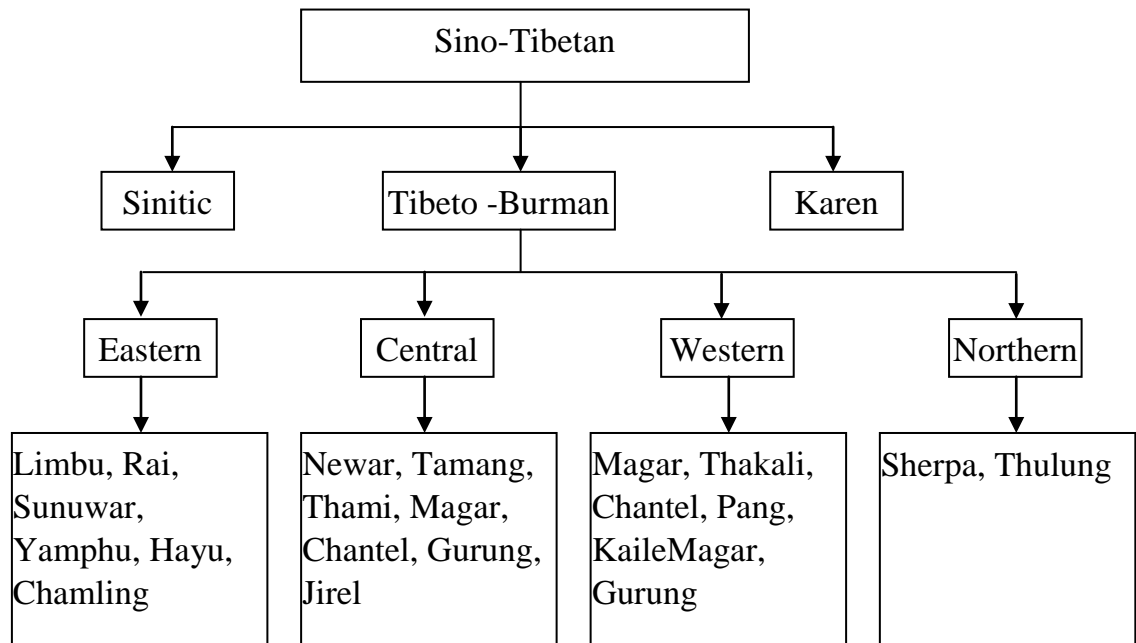 Sino-Tibetan
Sinitic
Tibeto -Burman
Karen
Eastern
Central
Western
Northern
Limbu, Rai,
Sunuwar,
Yamphu, Hayu,
Chamling
Newar, Tamang,
Thami, Magar,
Chantel, Gurung,
Jirel
Magar, Thakali,
Chantel, Pang,
KaileMagar,
Gurung
Sherpa, Thulung